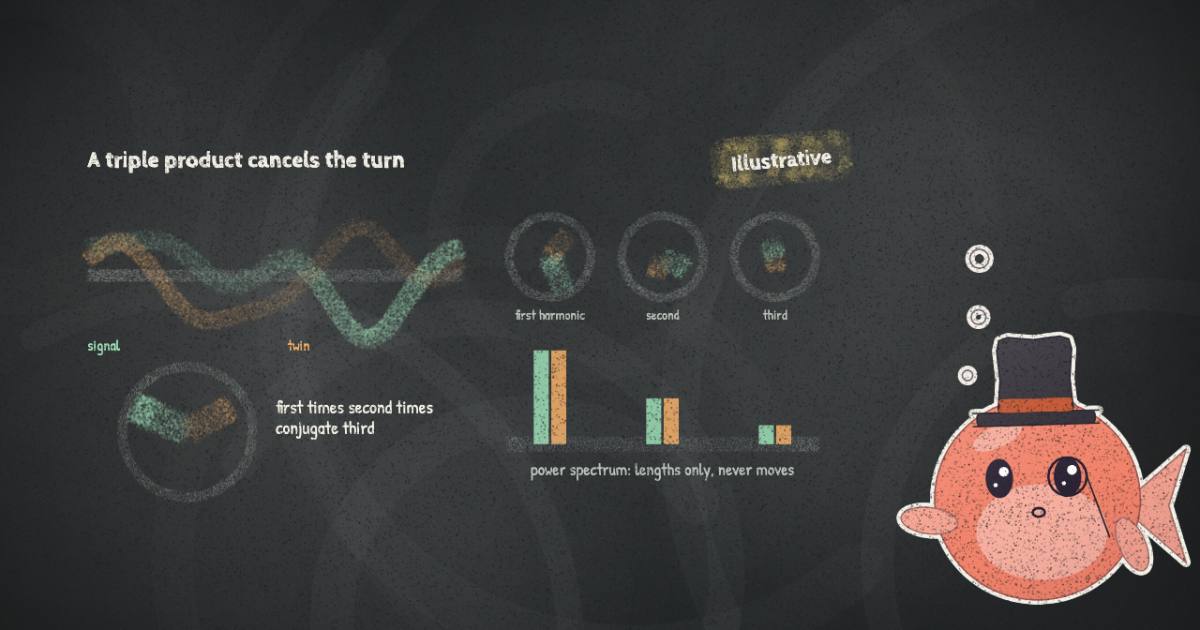 A triple product cancels the turn
Illustrative
signal
twin
first harmonic
second
third
first times second times
conjugate third
power spectrum: lengths only, never moves